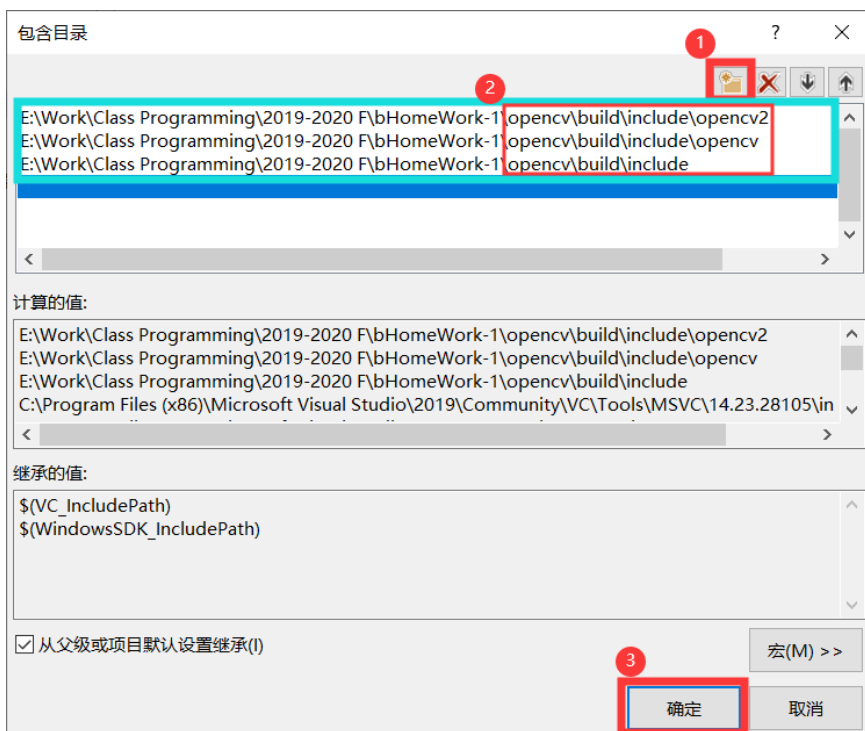 包含目录
1
2
E:\Work\Class Programming\2019-2020 F\bHomeWork-1\opencv\build\include\opencv2
E:\Work\Class Programming\2019-2020 F\bHomeWork-1\opencv\build\include\opencv
E:\Work\Class Programming\2019-2020 F\bHomeWork-1\opencv\build\include
计算的值:
E:\Work\Class Programming\2019-2020 F\bHomeWork-1\opencv\build\include\opencv2
E:\Work\Class Programming\2019-2020 F\bHomeWork-1\opencv\build\include\opencv
E:\Work\Class Programming\2019-2020 F\bHomeWork-1\opencv\build\include
C:\Program Files (x86)\Microsoft Visual Studio\2019\Community\VC\Tools\MSVC\14.23.28105\in
继承的值:
$(VC_IncludePath)
$(WindowsSDK_IncludePath)
从父级或项目默认设置继承(I)
宏(M) >>
3
确定
取消